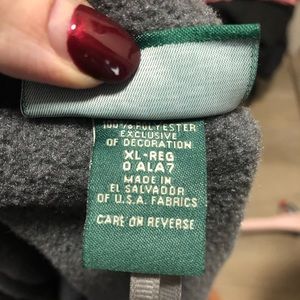 100% POLYESTER
EXCLUSIVE
OF DECORATION
XL-REG
0 ALA7
MADE IN
EL SALVADOR
OF U.S.A. FABRICS
CARE ON REVERSE